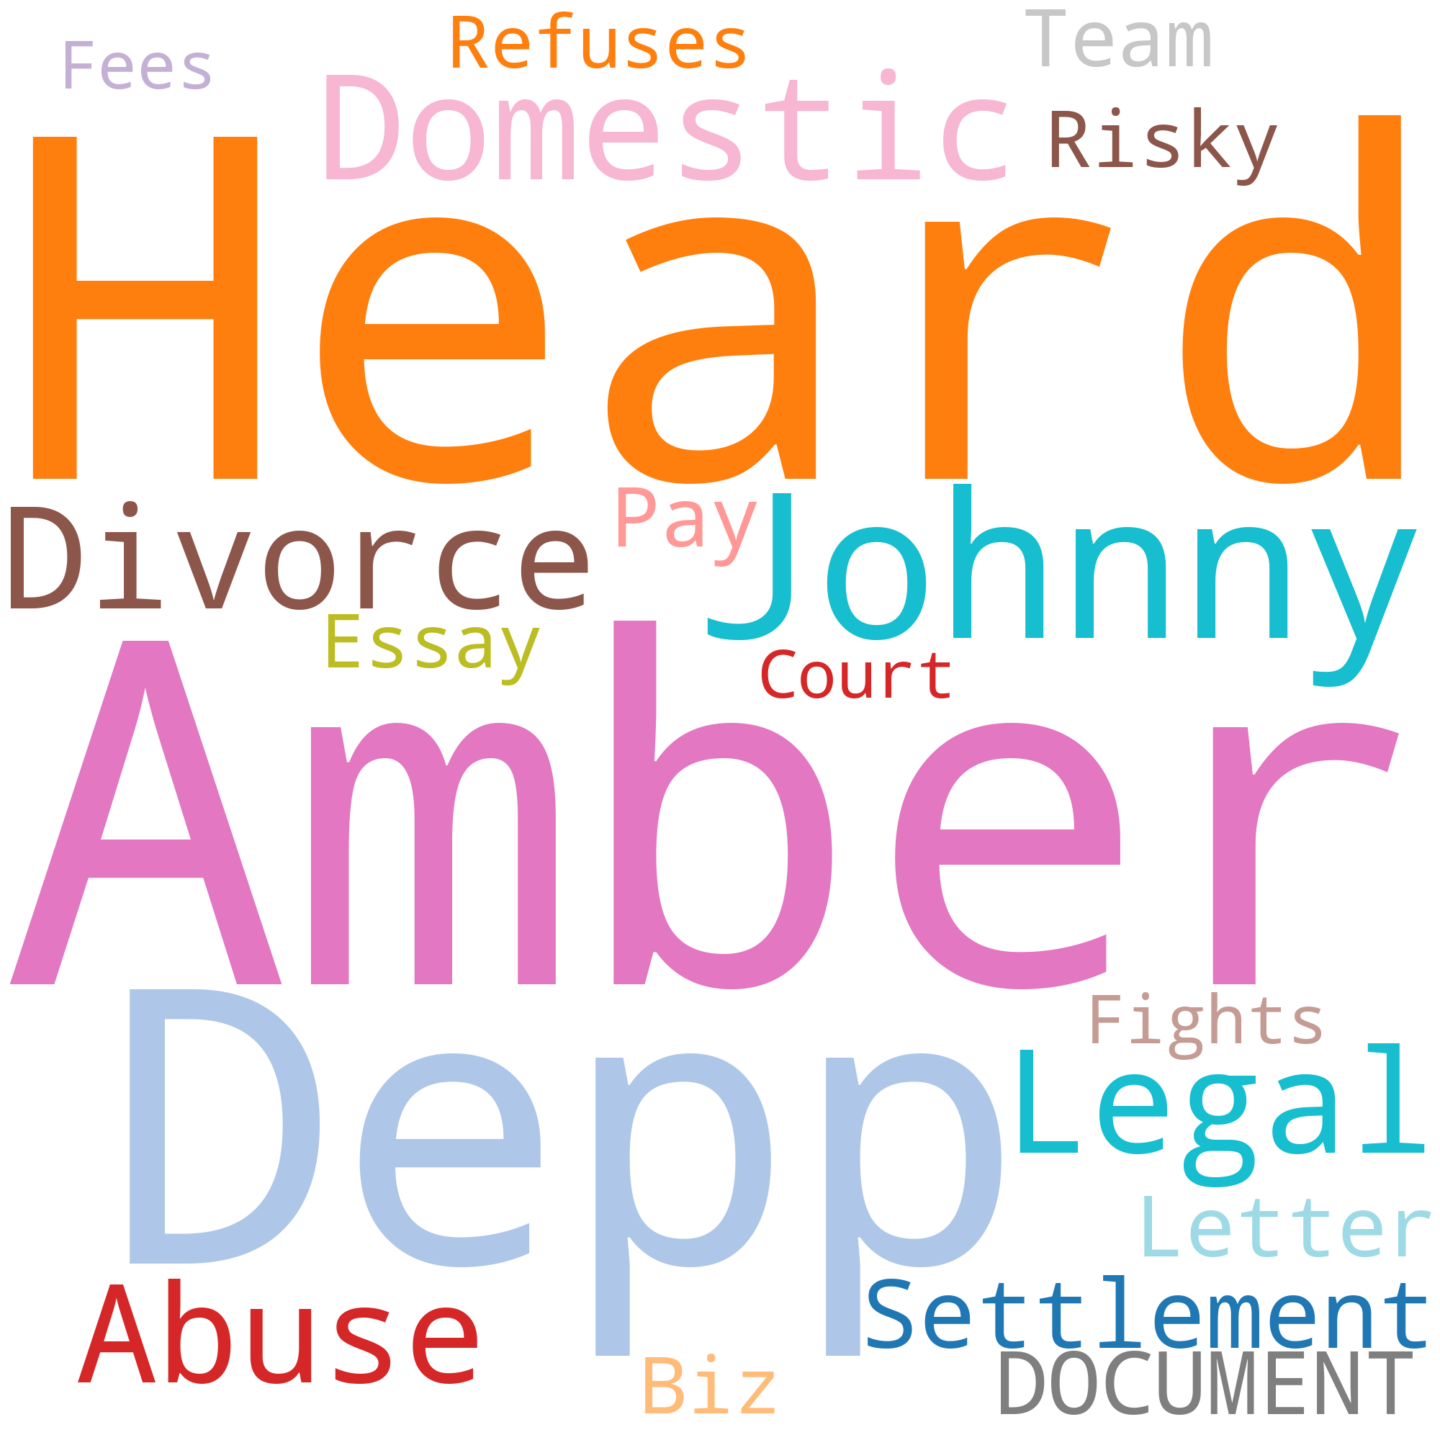 Fees
Refuses
Team
Domestic
Risky
Heard
Divorce
Pay
Johnny
Essay
Court
Amber
Depp
Fights
Legal
Letter
Abuse
Settlement
Biz
DOCUMENT